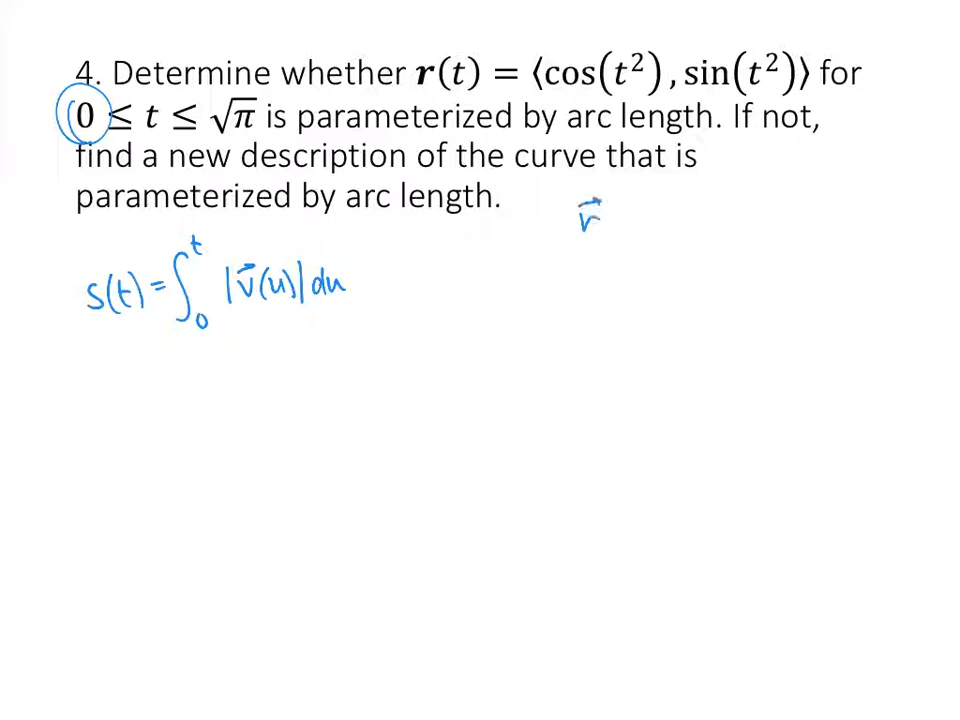 4. Determine whether 𝒓(t) = ⟨cos(t²), sin(t²)⟩ for
0 ≤ t ≤ √π is parameterized by arc length. If not,
find a new description of the curve that is
parameterized by arc length.
r⃗
s(t) = ∫₀ᵗ |v⃗(u)| du